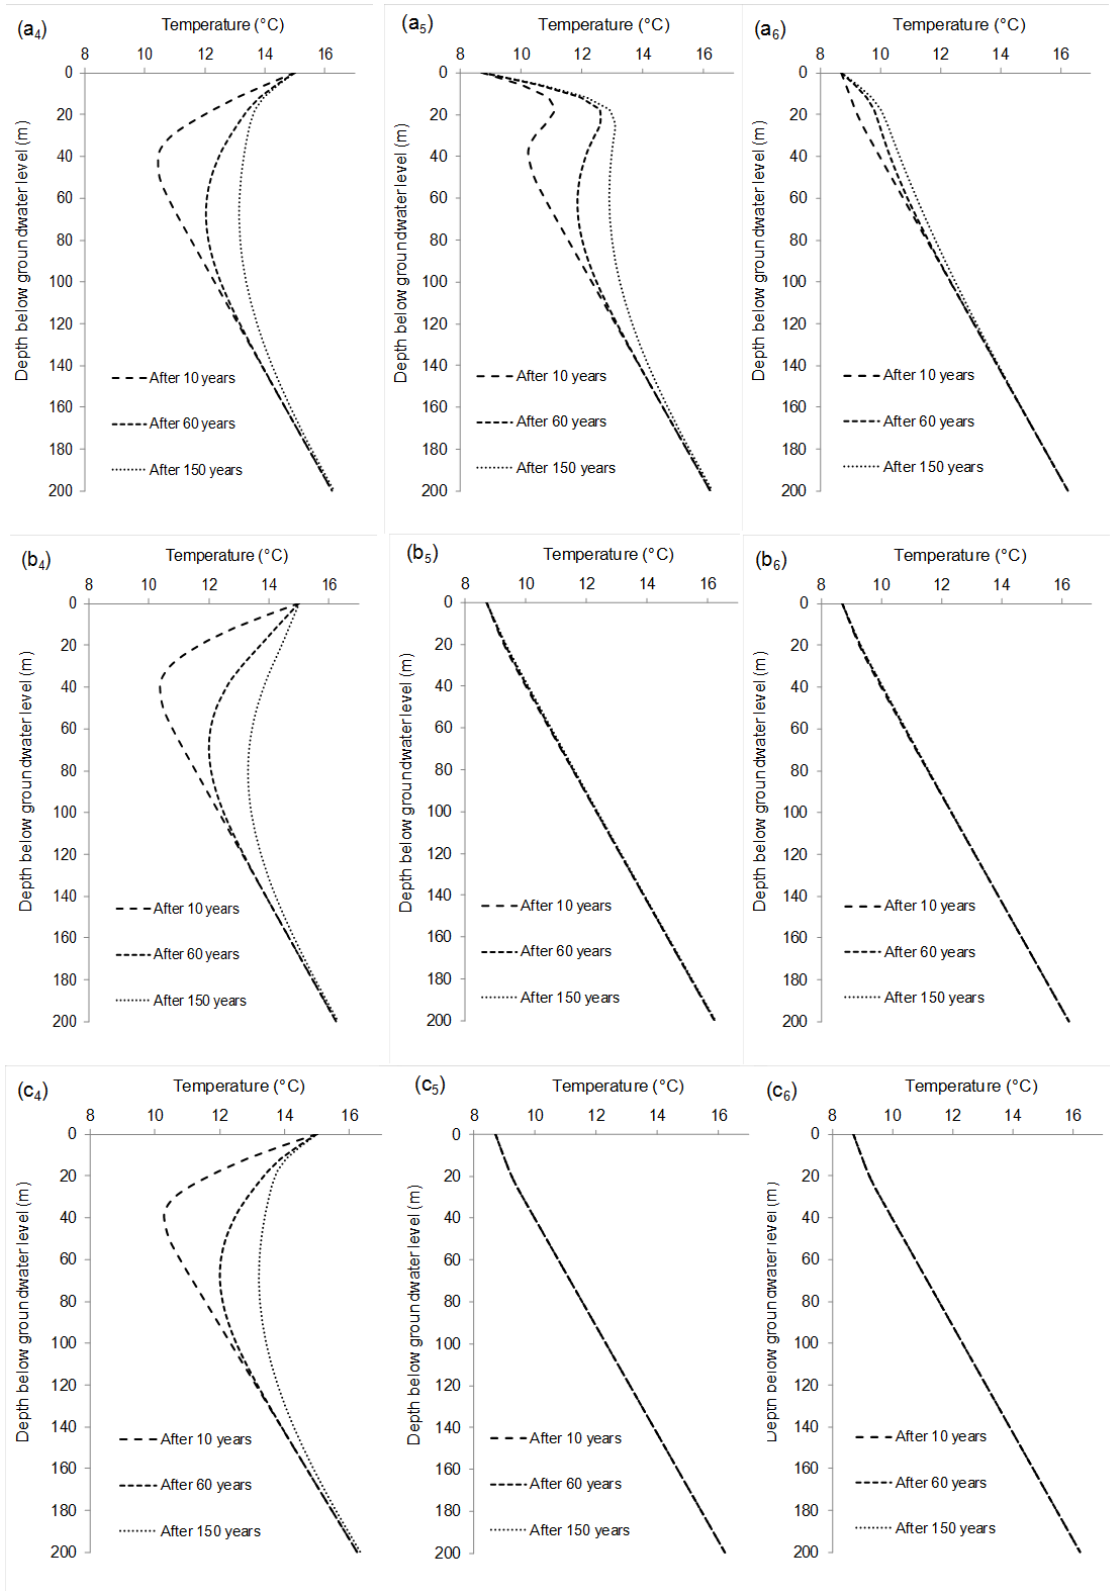 (a4) Temperature (°C)
8 10 12 14 16
0
20
40
60
80
100
120
140
160
180
200
Depth below groundwater level (m)
After 10 years
After 60 years
After 150 years
(a5) Temperature (°C)
8 10 12 14 16
0
20
40
60
80
100
120
140
160
180
200
Depth below groundwater level (m)
After 10 years
After 60 years
After 150 years
(a6) Temperature (°C)
8 10 12 14 16
0
20
40
60
80
100
120
140
160
180
200
Depth below groundwater level (m)
After 10 years
After 60 years
After 150 years
(b4) Temperature (°C)
8 10 12 14 16
0
20
40
60
80
100
120
140
160
180
200
Depth below groundwater level (m)
After 10 years
After 60 years
After 150 years
(b5) Temperature (°C)
8 10 12 14 16
0
20
40
60
80
100
120
140
160
180
200
Depth below groundwater level (m)
After 10 years
After 60 years
After 150 years
(b6) Temperature (°C)
8 10 12 14 16
0
20
40
60
80
100
120
140
160
180
200
Depth below groundwater level (m)
After 10 years
After 60 years
After 150 years
(c4) Temperature (°C)
8 10 12 14 16
0
20
40
60
80
100
120
140
160
180
200
Depth below groundwater level (m)
After 10 years
After 60 years
After 150 years
(c5) Temperature (°C)
8 10 12 14 16
0
20
40
60
80
100
120
140
160
180
200
Depth below groundwater level (m)
After 10 years
After 60 years
After 150 years
(c6) Temperature (°C)
8 10 12 14 16
0
20
40
60
80
100
120
140
160
180
200
Depth below groundwater level (m)
After 10 years
After 60 years
After 150 years